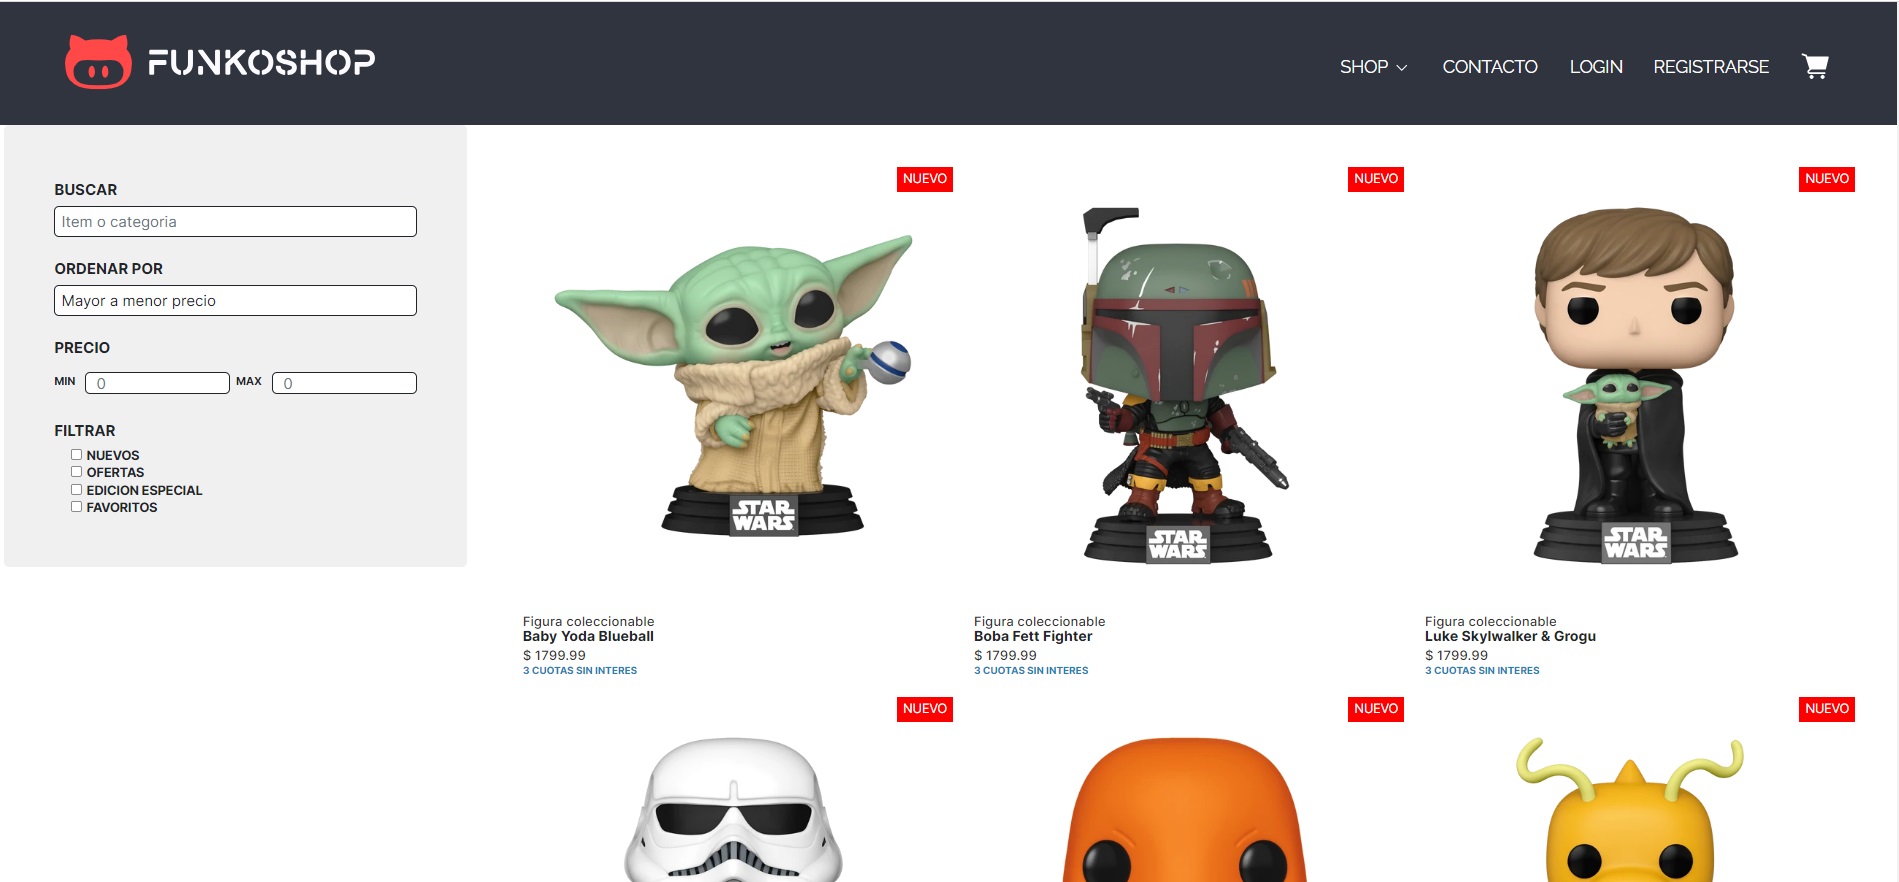 FUNKOSHOP
SHOP
CONTACTO
LOGIN
REGISTRARSE
BUSCAR
Item o categoria
ORDENAR POR
Mayor a menor precio
PRECIO
MIN 0 MAX 0
FILTRAR
NUEVOS
OFERTAS
EDICION ESPECIAL
FAVORITOS
NUEVO
STAR
WARS
Figura coleccionable
Baby Yoda Blueball
$ 1799.99
3 CUOTAS SIN INTERES
NUEVO
STAR
WARS
Figura coleccionable
Boba Fett Fighter
$ 1799.99
3 CUOTAS SIN INTERES
NUEVO
STAR
WARS
Figura coleccionable
Luke Skylwalker & Grogu
$ 1799.99
3 CUOTAS SIN INTERES
NUEVO
NUEVO
NUEVO